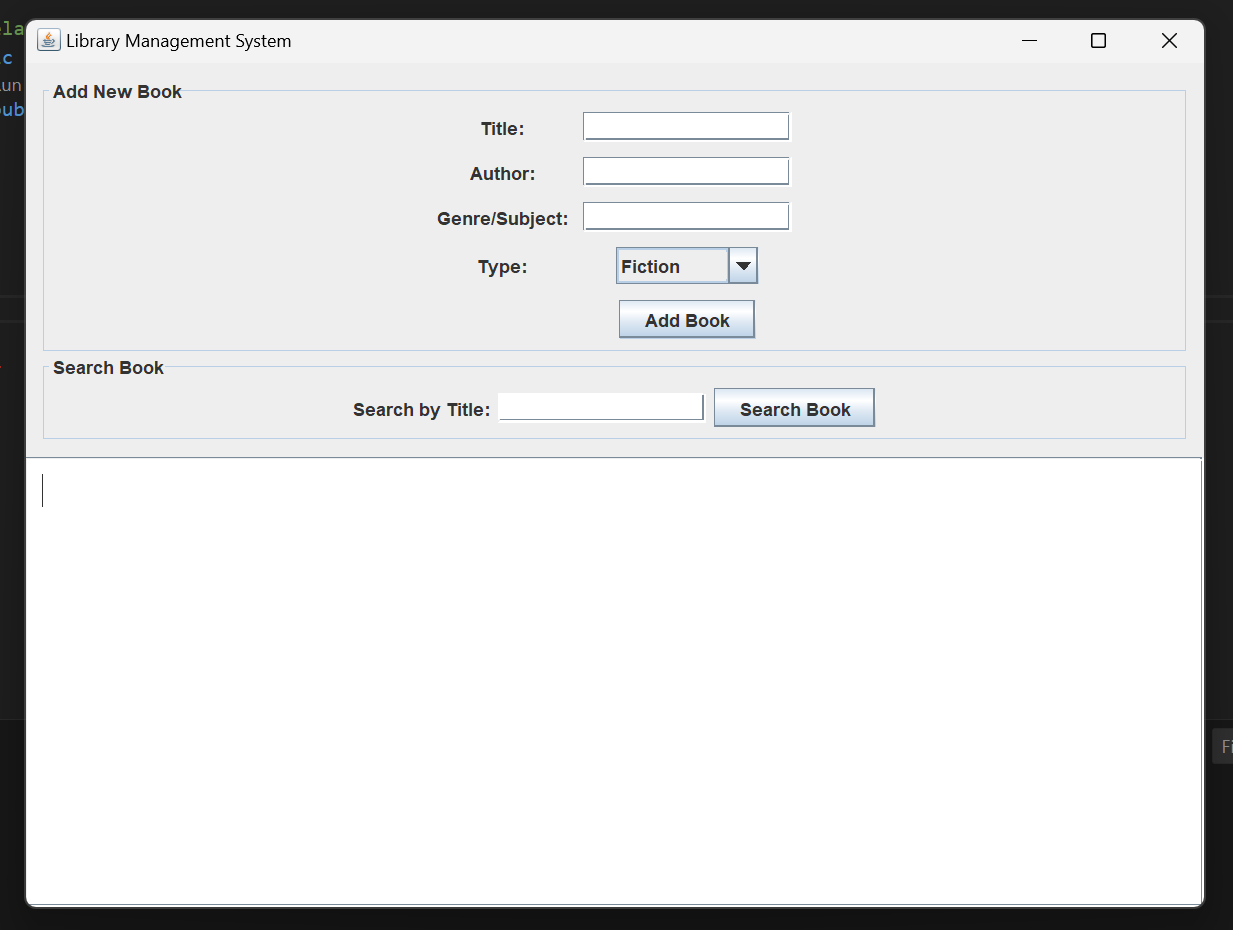 Library Management System
Add New Book
Title:
Author:
Genre/Subject:
Type: Fiction
Add Book
Search Book
Search by Title: Search Book